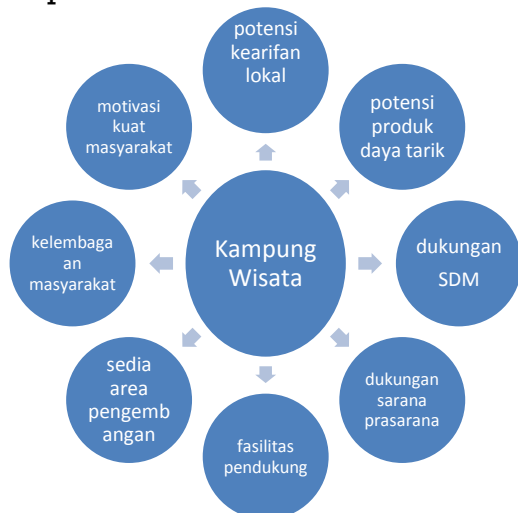 potensi
kearifan
lokal
potensi
produk
daya tarik
dukungan
SDM
dukungan
sarana
prasarana
fasilitas
pendukung
sedia
area
pengemb
angan
kelembaga
an
masyarakat
motivasi
kuat
masyarakat
Kampung
Wisata